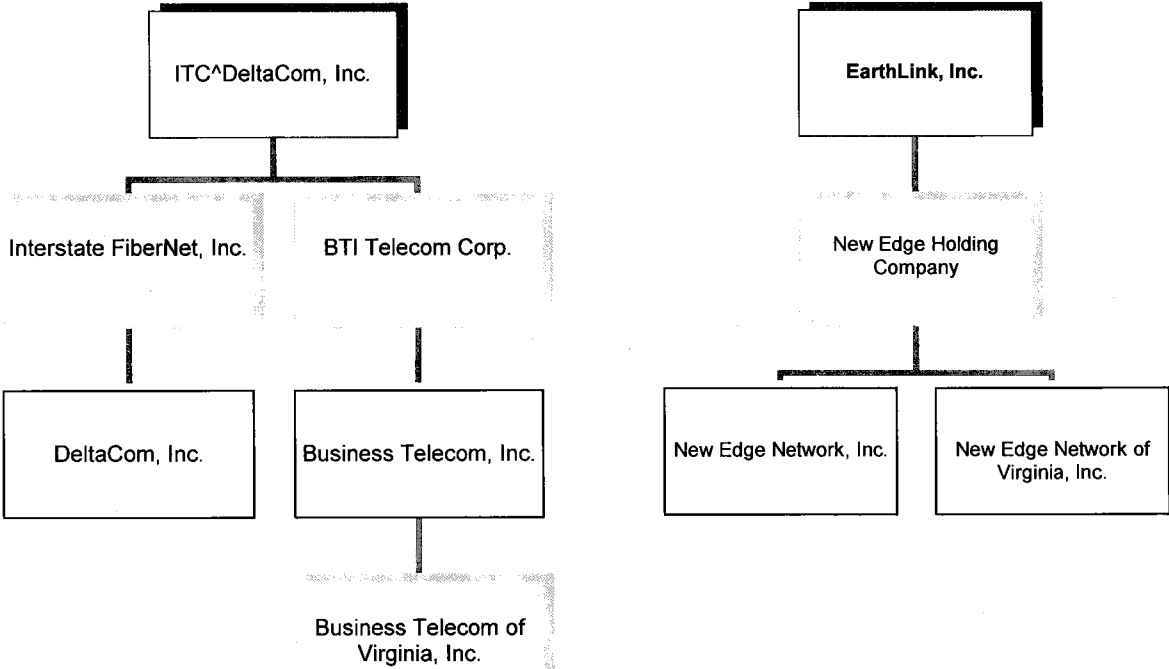 ITC^DeltaCom, Inc.
EarthLink, Inc.
Interstate FiberNet, Inc.
BTI Telecom Corp.
New Edge Holding
Company
DeltaCom, Inc.
Business Telecom, Inc.
New Edge Network, Inc.
New Edge Network of
Virginia, Inc.
Business Telecom of
Virginia, Inc.